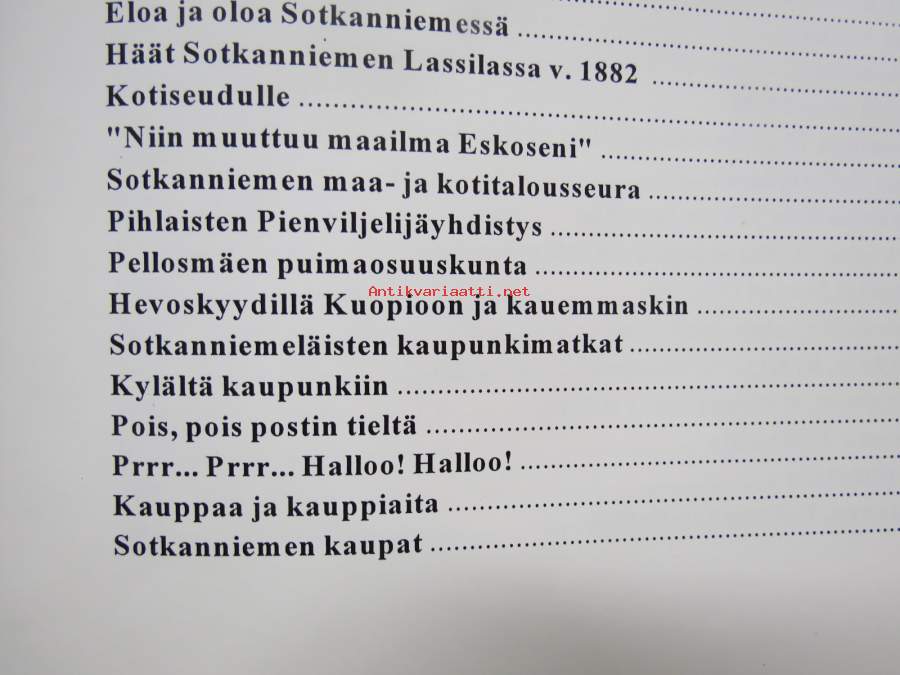 Eloa ja oloa Sotkanniemessä ........................................
Häät Sotkanniemen Lassilassa v. 1882 ........................................
Kotiseudulle ........................................
"Niin muuttuu maailma Eskoseni" ........................................
Sotkanniemen maa- ja kotitalousseura ........................................
Pihlaisten Pienviljelijäyhdistys ........................................
Pellosmäen puimaosuuskunta ........................................
Antikvariaatti.net
Hevoskyydillä Kuopioon ja kauemmaskin ........................................
Sotkanniemeläisten kaupunkimatkat ........................................
Kylältä kaupunkiin ........................................
Pois, pois postin tieltä ........................................
Prrr... Prrr... Halloo! Halloo! ........................................
Kauppaa ja kauppiaita ........................................
Sotkanniemen kaupat ........................................